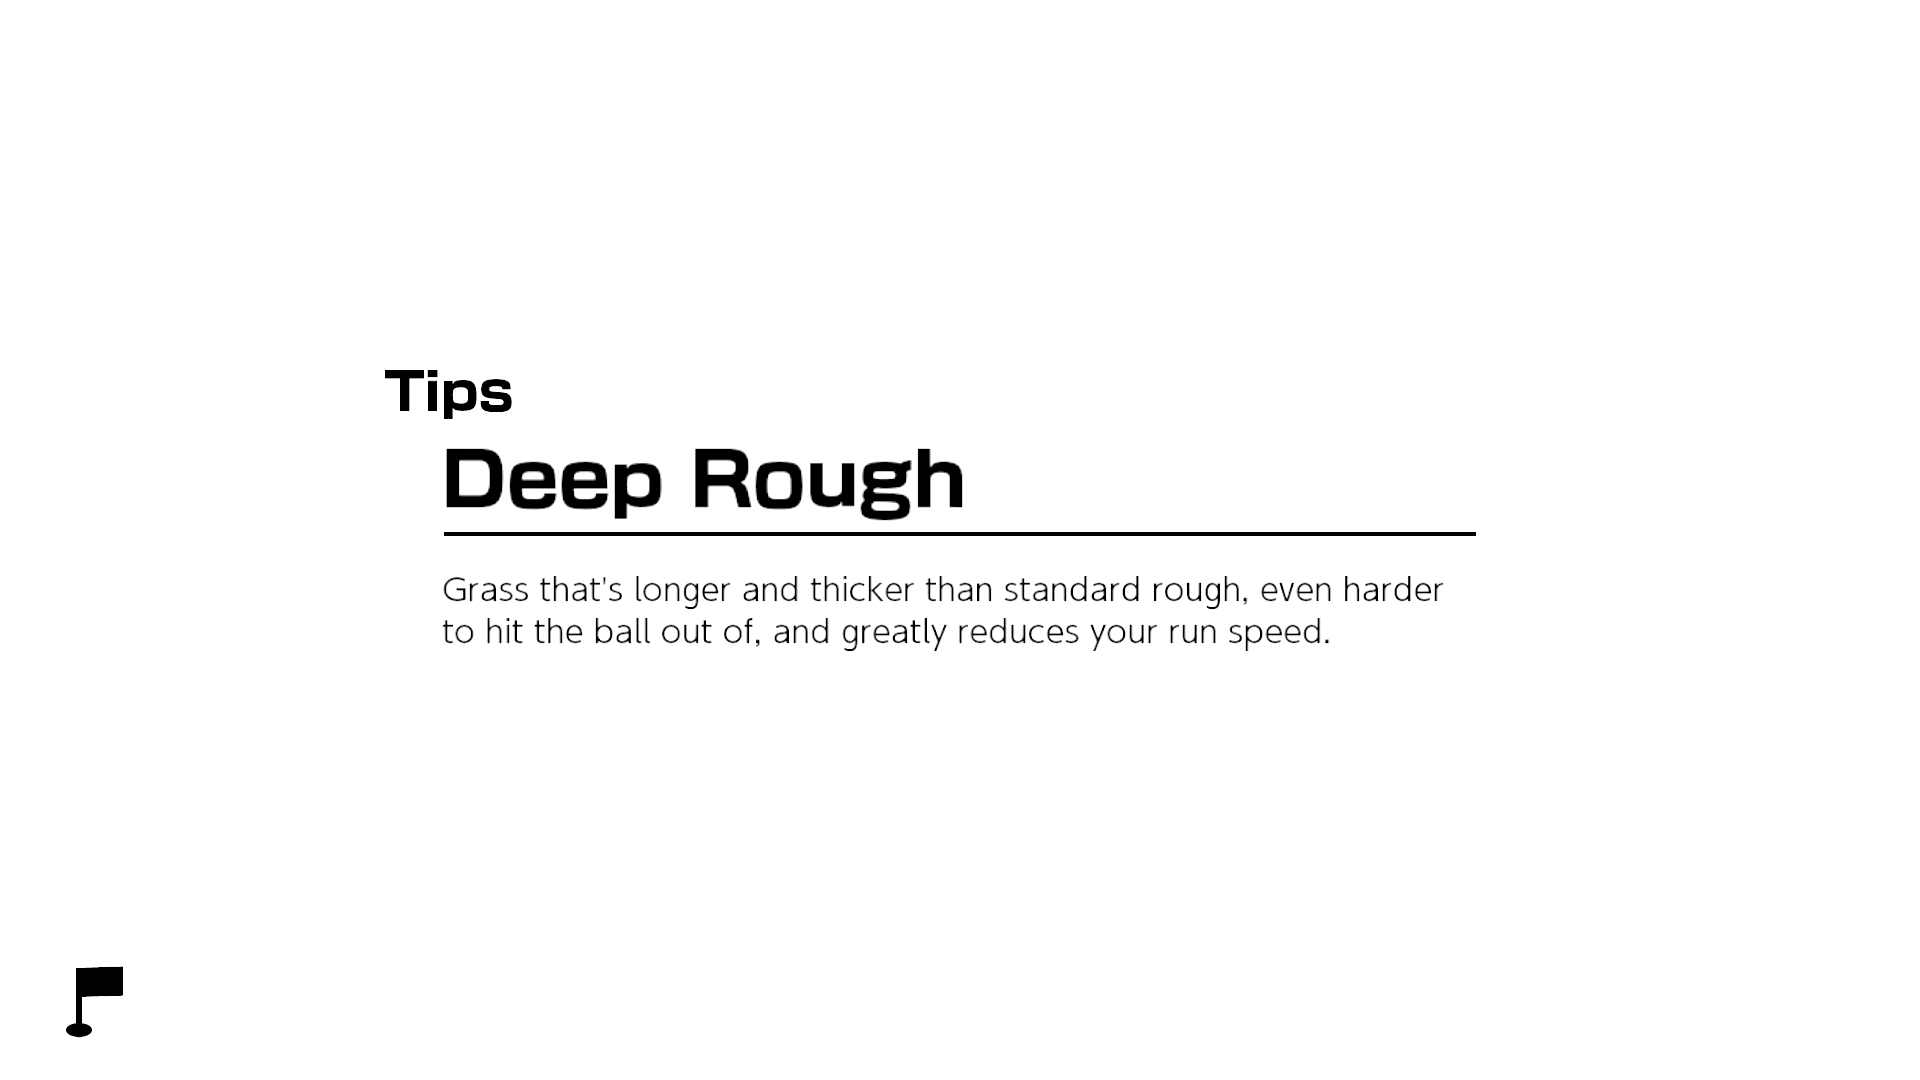 Tips
Deep Rough
Grass that's longer and thicker than standard rough, even harder
to hit the ball out of, and greatly reduces your run speed.